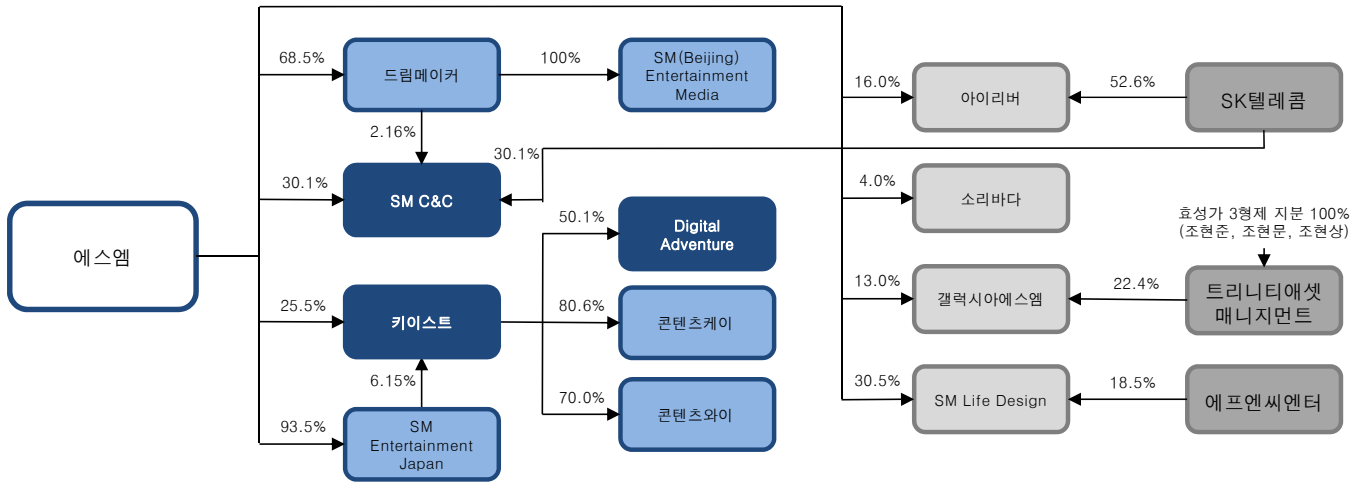 68.5%
드림메이커
100%
SM(Beijing)
Entertainment
Media
16.0%
아이리버
52.6%
SK텔레콤
2.16%
30.1%
30.1%
SM C&C
4.0%
소리바다
50.1%
Digital
Adventure
효성가 3형제 지분 100%
(조현준, 조현문, 조현상)
에스엠
13.0%
갤럭시아에스엠
22.4%
트리니티애셋
매니지먼트
25.5%
키이스트
80.6%
콘텐츠케이
6.15%
30.5%
SM Life Design
18.5%
에프엔씨엔터
70.0%
콘텐츠와이
93.5%
SM
Entertainment
Japan